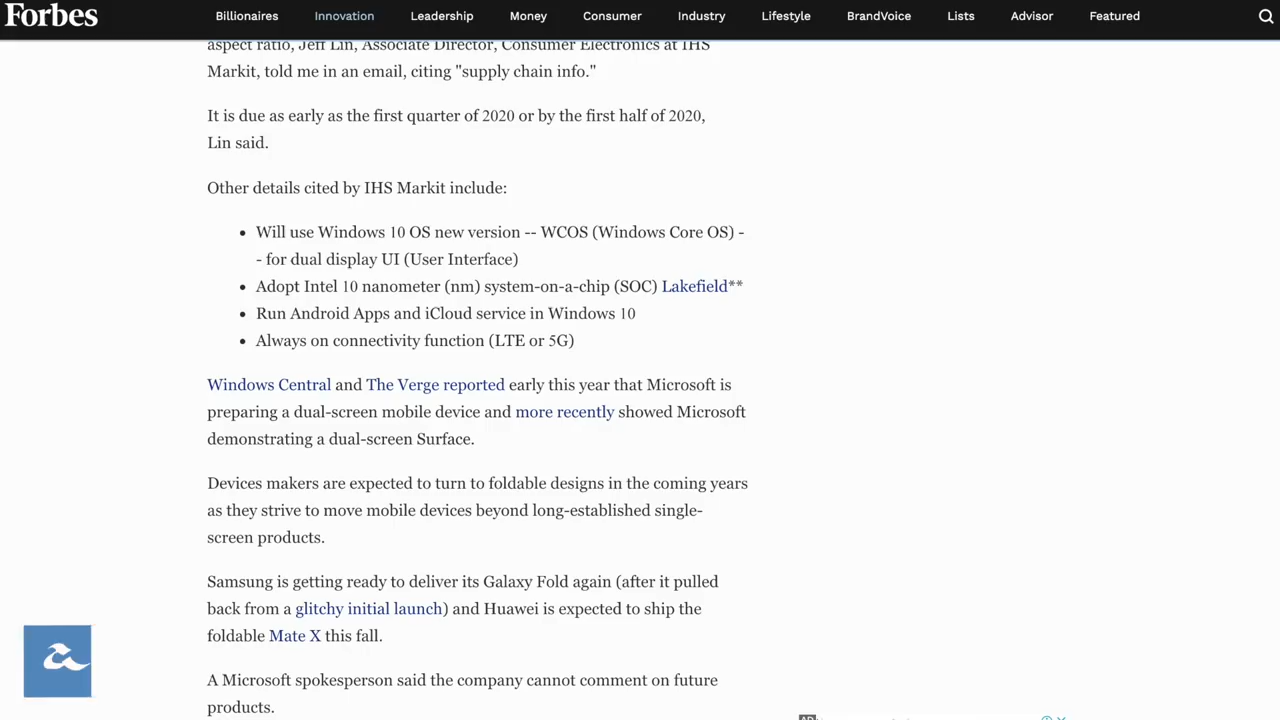 Forbes
Billionaires Innovation Leadership Money Consumer Industry Lifestyle BrandVoice Lists Advisor Featured
aspect ratio, Jeff Lin, Associate Director, Consumer Electronics at IHS
Markit, told me in an email, citing "supply chain info."
It is due as early as the first quarter of 2020 or by the first half of 2020,
Lin said.
Other details cited by IHS Markit include:
• Will use Windows 10 OS new version -- WCOS (Windows Core OS) -
- for dual display UI (User Interface)
• Adopt Intel 10 nanometer (nm) system-on-a-chip (SOC) Lakefield**
• Run Android Apps and iCloud service in Windows 10
• Always on connectivity function (LTE or 5G)
Windows Central and The Verge reported early this year that Microsoft is
preparing a dual-screen mobile device and more recently showed Microsoft
demonstrating a dual-screen Surface.
Devices makers are expected to turn to foldable designs in the coming years
as they strive to move mobile devices beyond long-established single-
screen products.
Samsung is getting ready to deliver its Galaxy Fold again (after it pulled
back from a glitchy initial launch) and Huawei is expected to ship the
foldable Mate X this fall.
A Microsoft spokesperson said the company cannot comment on future
products.
AD